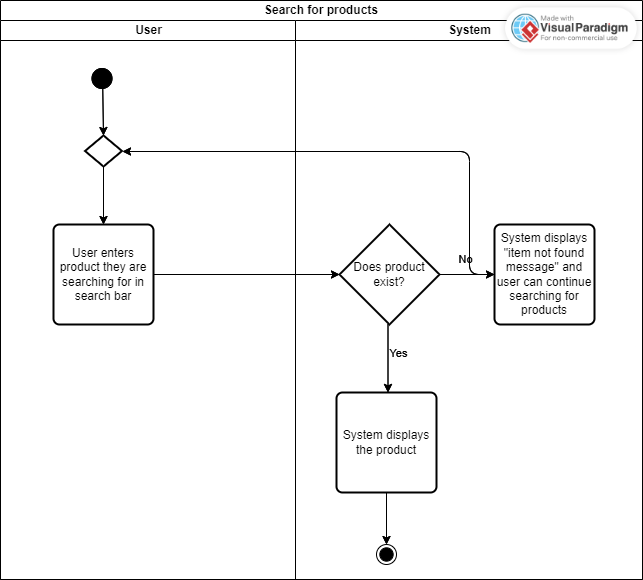 Search for products
User
System
Made with
VisualParadigm
For non-commercial use
User enters
product they are
searching for in
search bar
Does product
exist?
No
System displays
"item not found
message" and
user can continue
searching for
products
Yes
System displays
the product